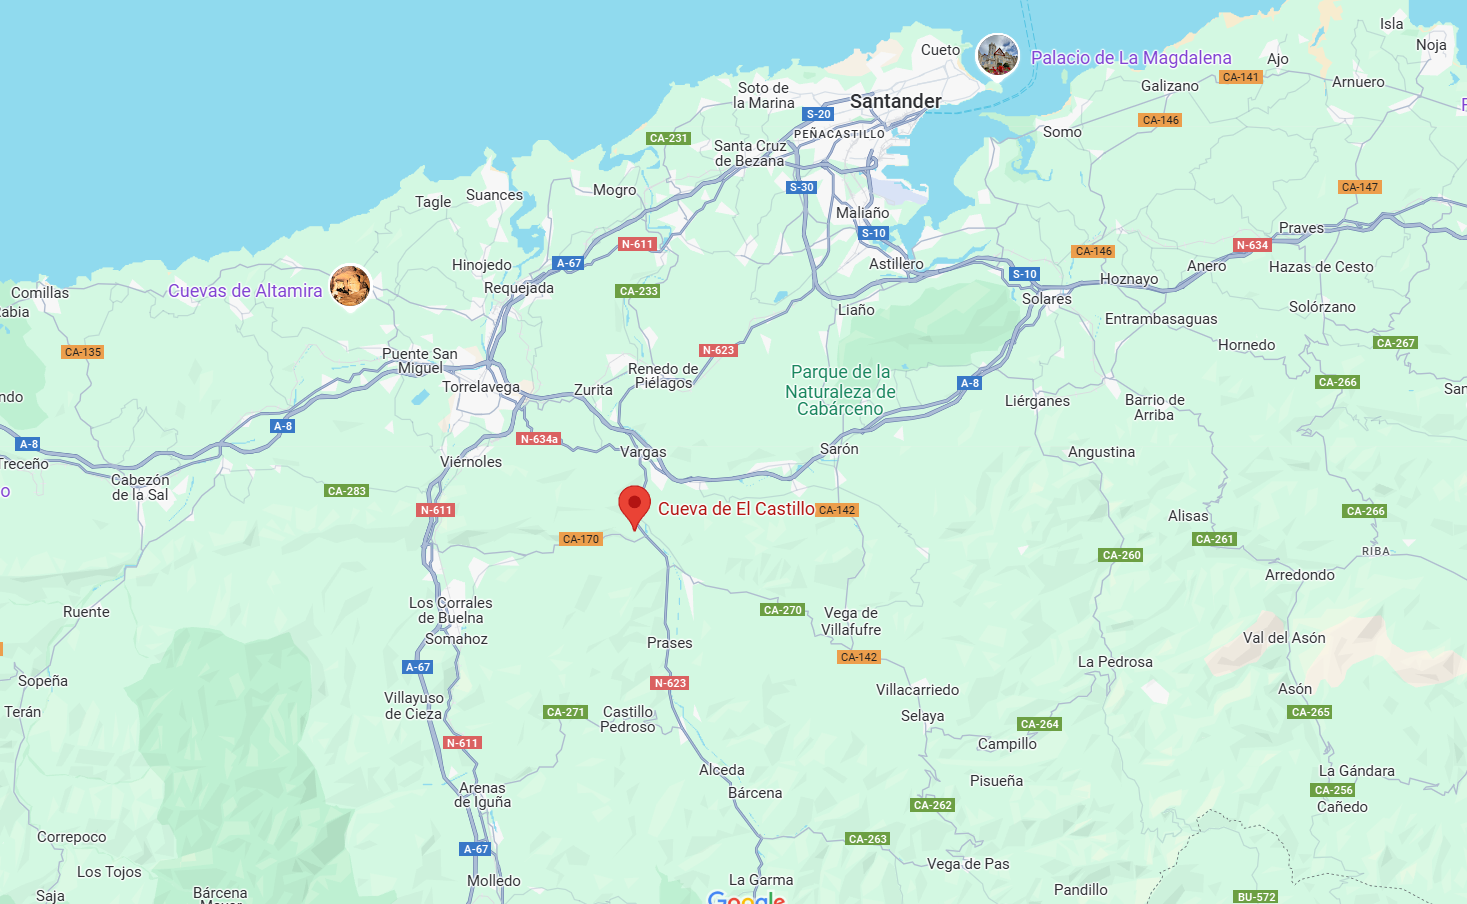 Isla
Noja
Cueto
Palacio de La Magdalena
Ajo
CA-141
Galizano
Arnuero
Soto de
la Marina
Santander
S-20
CA-146
Somo
PEÑACASTILLO
CA-231
Santa Cruz
de Bezana
S-30
CA-147
Mogro
Suances
Tagle
Maliaño
S-10
Praves
N-611
N-634
CA-146
A-67
Hinojedo
Astillero
Anero
Hazas de Cesto
S-10
Hoznayo
Comillas
Cuevas de Altamira
Requejada
CA-233
Solares
Liaño
Solórzano
Entrambasaguas
CA-135
Puente San
Miguel
N-623
Hornedo
CA-267
Renedo de
Piélagos
Parque de la
Naturaleza de
Cabárceno
A-8
CA-266
Torrelavega
Zurita
Liérganes
Barrio de
Arriba
A-8
A-8
N-634a
Vargas
Sarón
Angustina
Treceño
Viérnoles
Cabezón
de la Sal
CA-283
N-611
Cueva de El Castillo
CA-142
Alisas
CA-266
CA-170
CA-261
RIBA
CA-260
Arredondo
Ruente
Los Corrales
de Buelna
CA-270
Vega de
Villafufre
Somahoz
Prases
Val del Asón
CA-142
A-67
La Pedrosa
Sopeña
N-623
Villacarriedo
Asón
Villayuso
de Cieza
Terán
CA-271
Castillo
Pedroso
Selaya
CA-264
CA-265
N-611
Campillo
Alceda
La Gándara
Pisueña
Arenas
de Iguña
Bárcena
CA-256
CA-262
Cañedo
Correpoco
CA-263
A-67
Vega de Pas
Los Tojos
Molledo
La Garma
Pandillo
Saja
Bárcena
Mayor
BU-572
Google